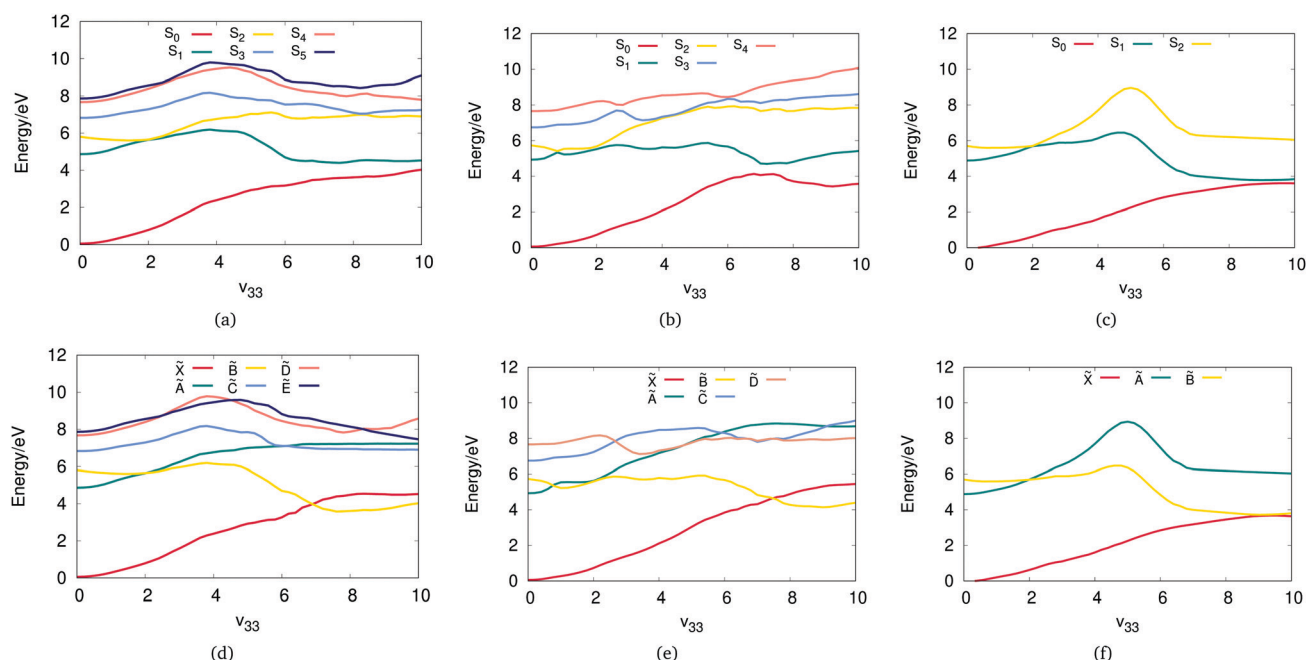 S0 S2 S4
S1 S3 S5
Energy/eV
12
10
8
6
4
2
0
0 2 4 6 8 10
v33
(a)
S0 S2 S4
S1 S3
Energy/eV
12
10
8
6
4
2
0
0 2 4 6 8 10
v33
(b)
S0 S1 S2
Energy/eV
12
10
8
6
4
2
0
0 2 4 6 8 10
v33
(c)
X̃ B̃ D̃
Ã C̃ Ẽ
Energy/eV
12
10
8
6
4
2
0
0 2 4 6 8 10
v33
(d)
X̃ B̃ D̃
Ã C̃
Energy/eV
12
10
8
6
4
2
0
0 2 4 6 8 10
v33
(e)
X̃ Ã B̃
Energy/eV
12
10
8
6
4
2
0
0 2 4 6 8 10
v33
(f)